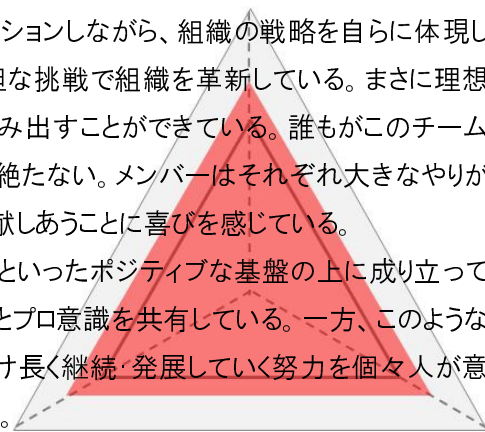 ションしながら、組織の戦略を自らに体現し
な挑戦で組織を革新している。まさに理想
み出すことができている。誰もがこのチーム
絶たない。メンバーはそれぞれ大きなやりが
献しあうことに喜びを感じている。
といったポジティブな基盤の上に成り立って
とプロ意識を共有している。一方、このような
け長く継続・発展していく努力を個々人が意
。